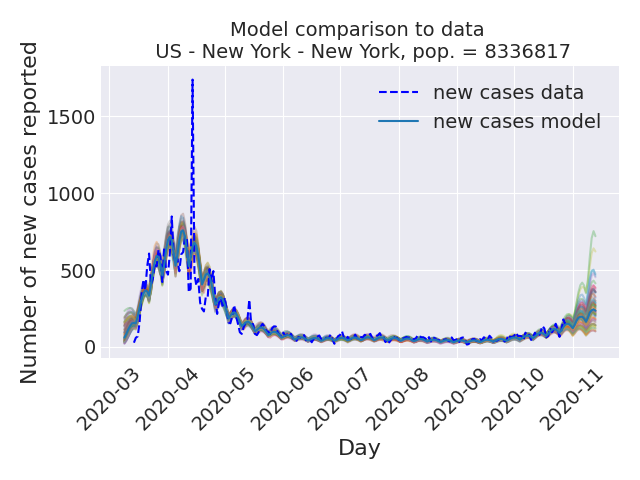 Model comparison to data
US - New York - New York, pop. = 8336817
Number of new cases reported
1500
1000
500
0
new cases data
new cases model
2020-03
2020-04
2020-05
2020-06
2020-07
2020-08
2020-09
2020-10
2020-11
Day